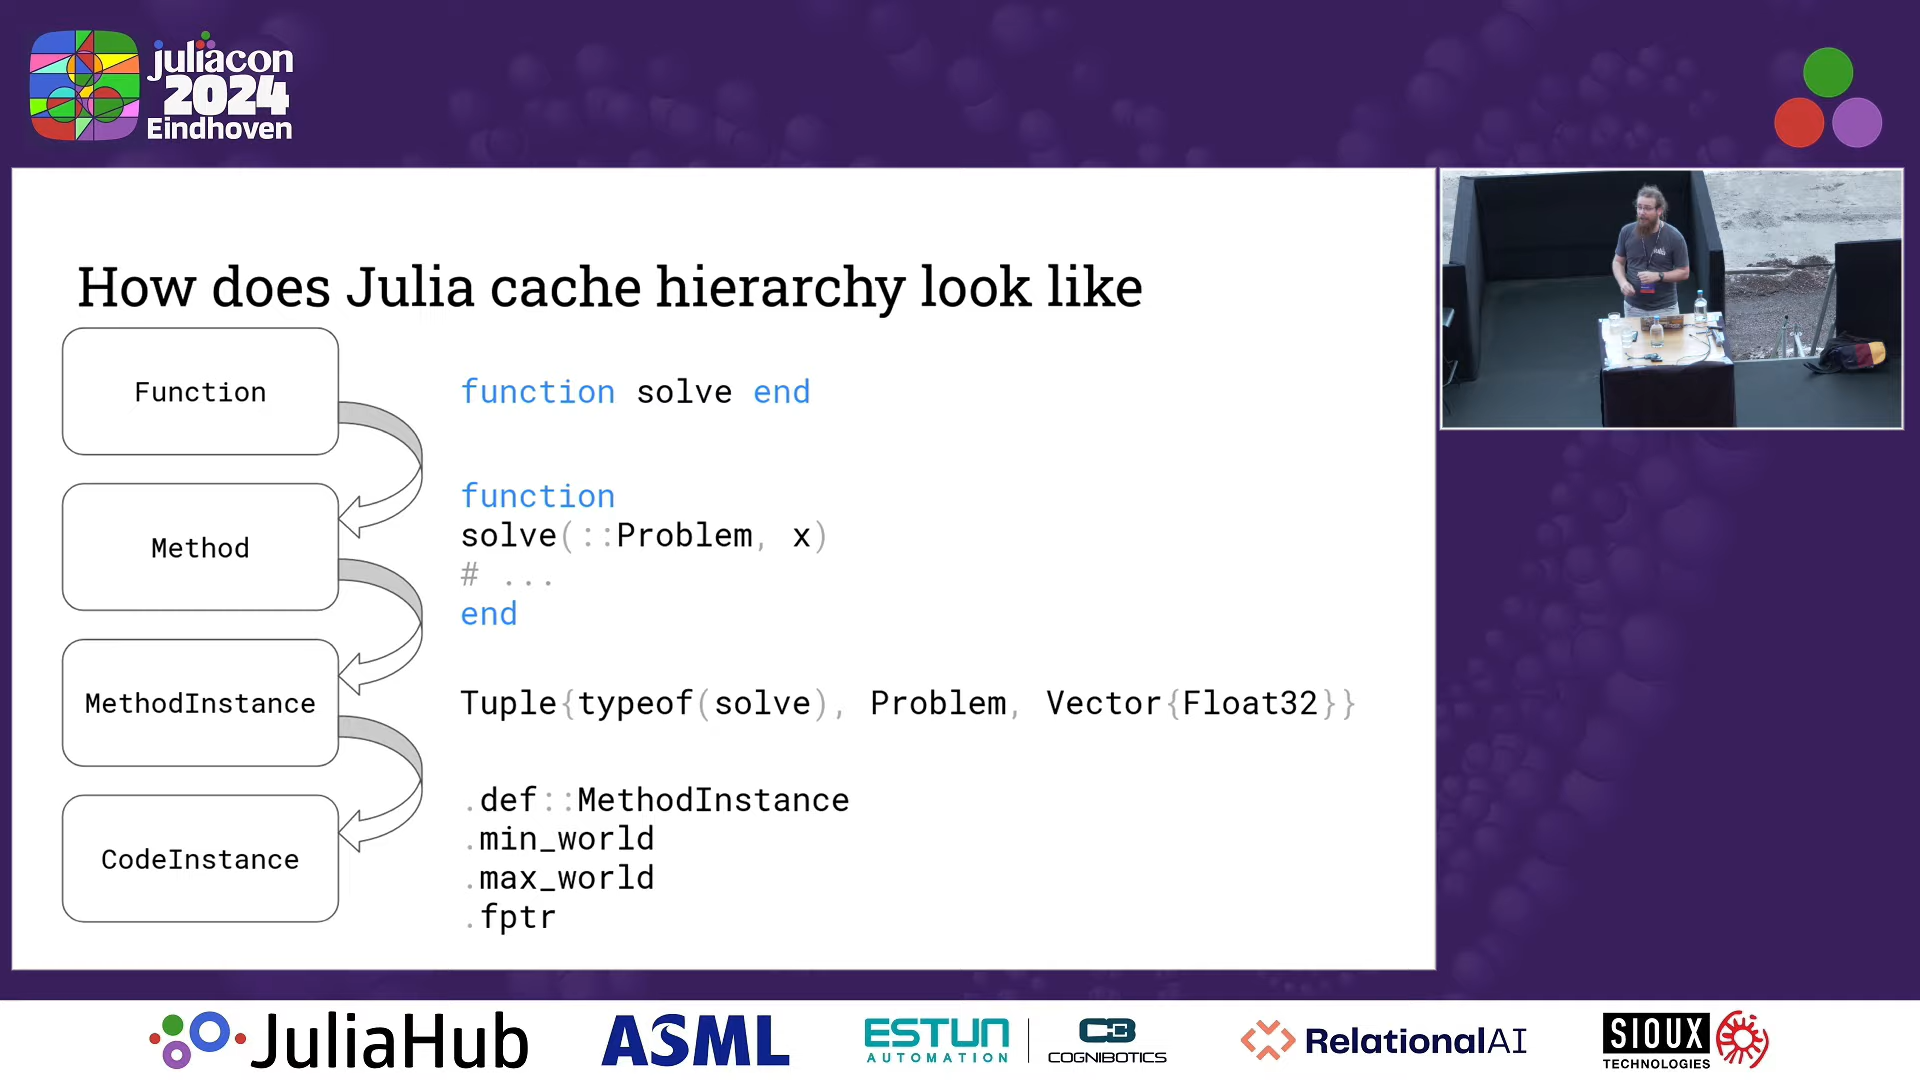 juliacon
2024
Eindhoven
How does Julia cache hierarchy look like
Function
function solve end
Method
function
solve(::Problem, x)
# ...
end
MethodInstance
Tuple{typeof(solve), Problem, Vector{Float32}}
CodeInstance
.def::MethodInstance
.min_world
.max_world
.fptr
JuliaHub
ASML
ESTUN
AUTOMATION
COGNIBOTICS
RelationalAI
SIOUX
TECHNOLOGIES